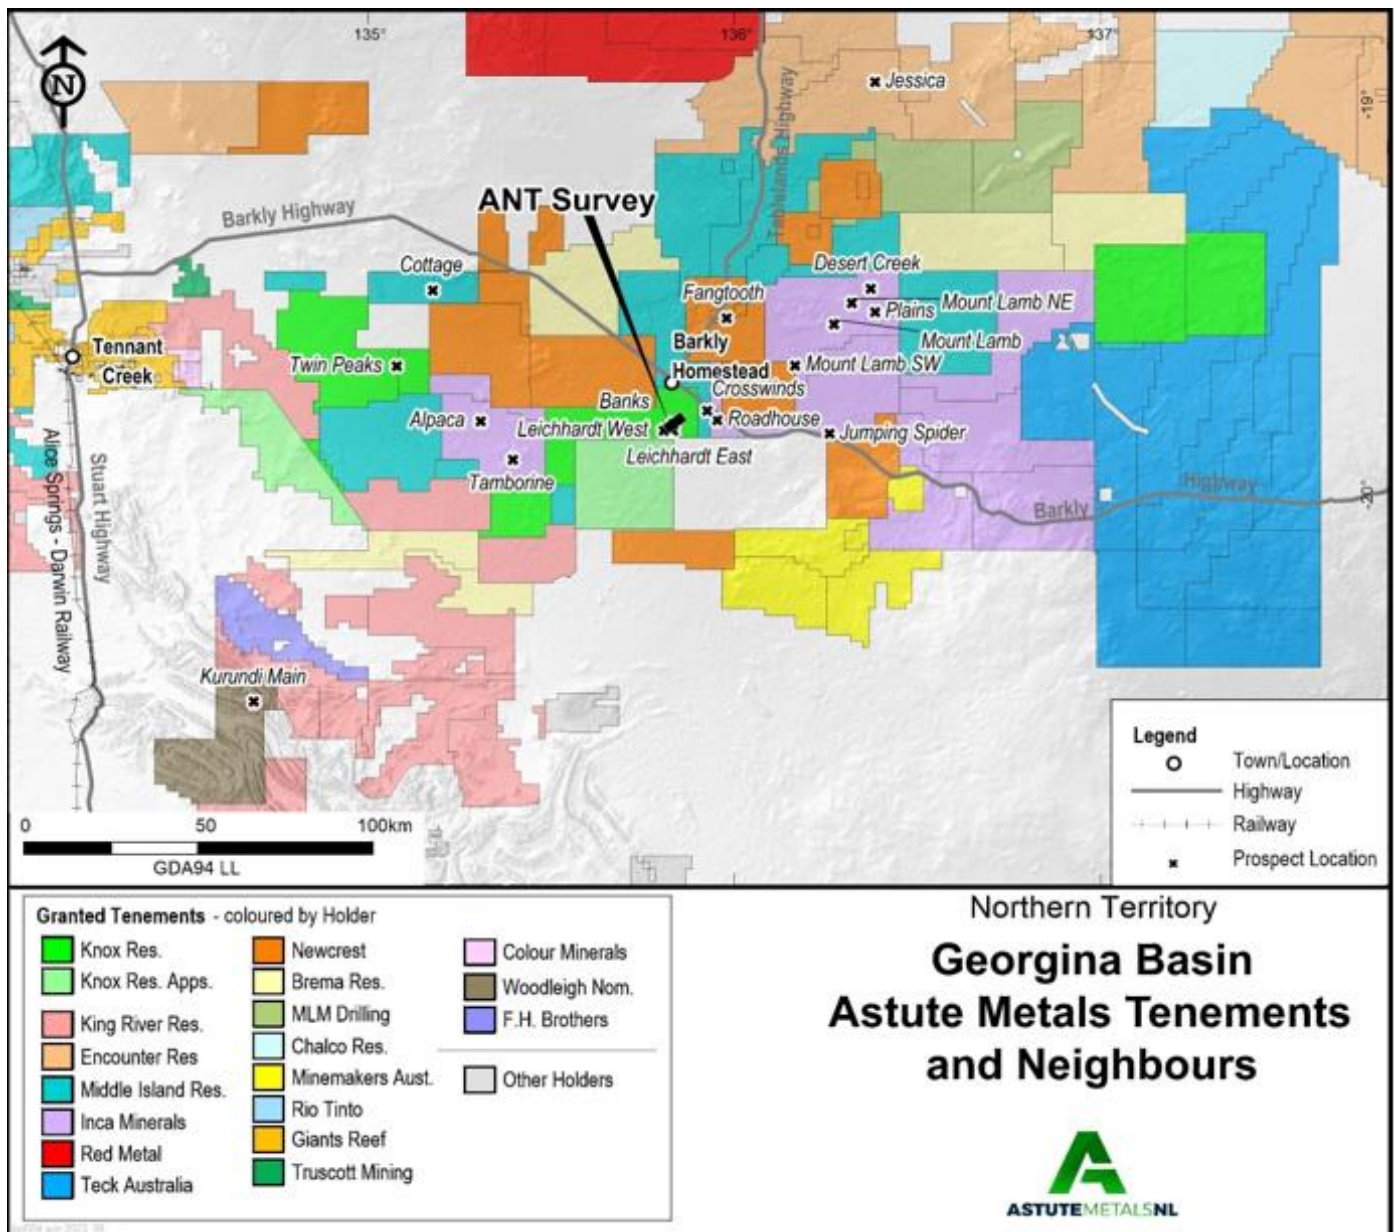 135°
136°
137°
-19°
N
Jessica
Tablelands Highway
ANT Survey
Barkly Highway
Cottage
Desert Creek
Fangtooth
Mount Lamb NE
Plains
Barkly
Homestead
Mount Lamb
Tennant
Creek
Twin Peaks
Mount Lamb SW
Crosswinds
Banks
Alpaca
Leichhardt West
Roadhouse
Jumping Spider
Leichhardt East
Tamborine
Highway
-20°
Barkly
Stuart Highway
Alice Springs - Darwin Railway
Kurundi Main
0 50 100km
GDA94 LL
Legend
Town/Location
Highway
Railway
Prospect Location
Granted Tenements - coloured by Holder
Knox Res.
Knox Res. Apps.
King River Res.
Encounter Res
Middle Island Res.
Inca Minerals
Red Metal
Teck Australia
Newcrest
Brema Res.
MLM Drilling
Chalco Res.
Minemakers Aust.
Rio Tinto
Giants Reef
Truscott Mining
Colour Minerals
Woodleigh Nom.
F.H. Brothers
Other Holders
Northern Territory
Georgina Basin
Astute Metals Tenements
and Neighbours
ASTUTEMETALSNL